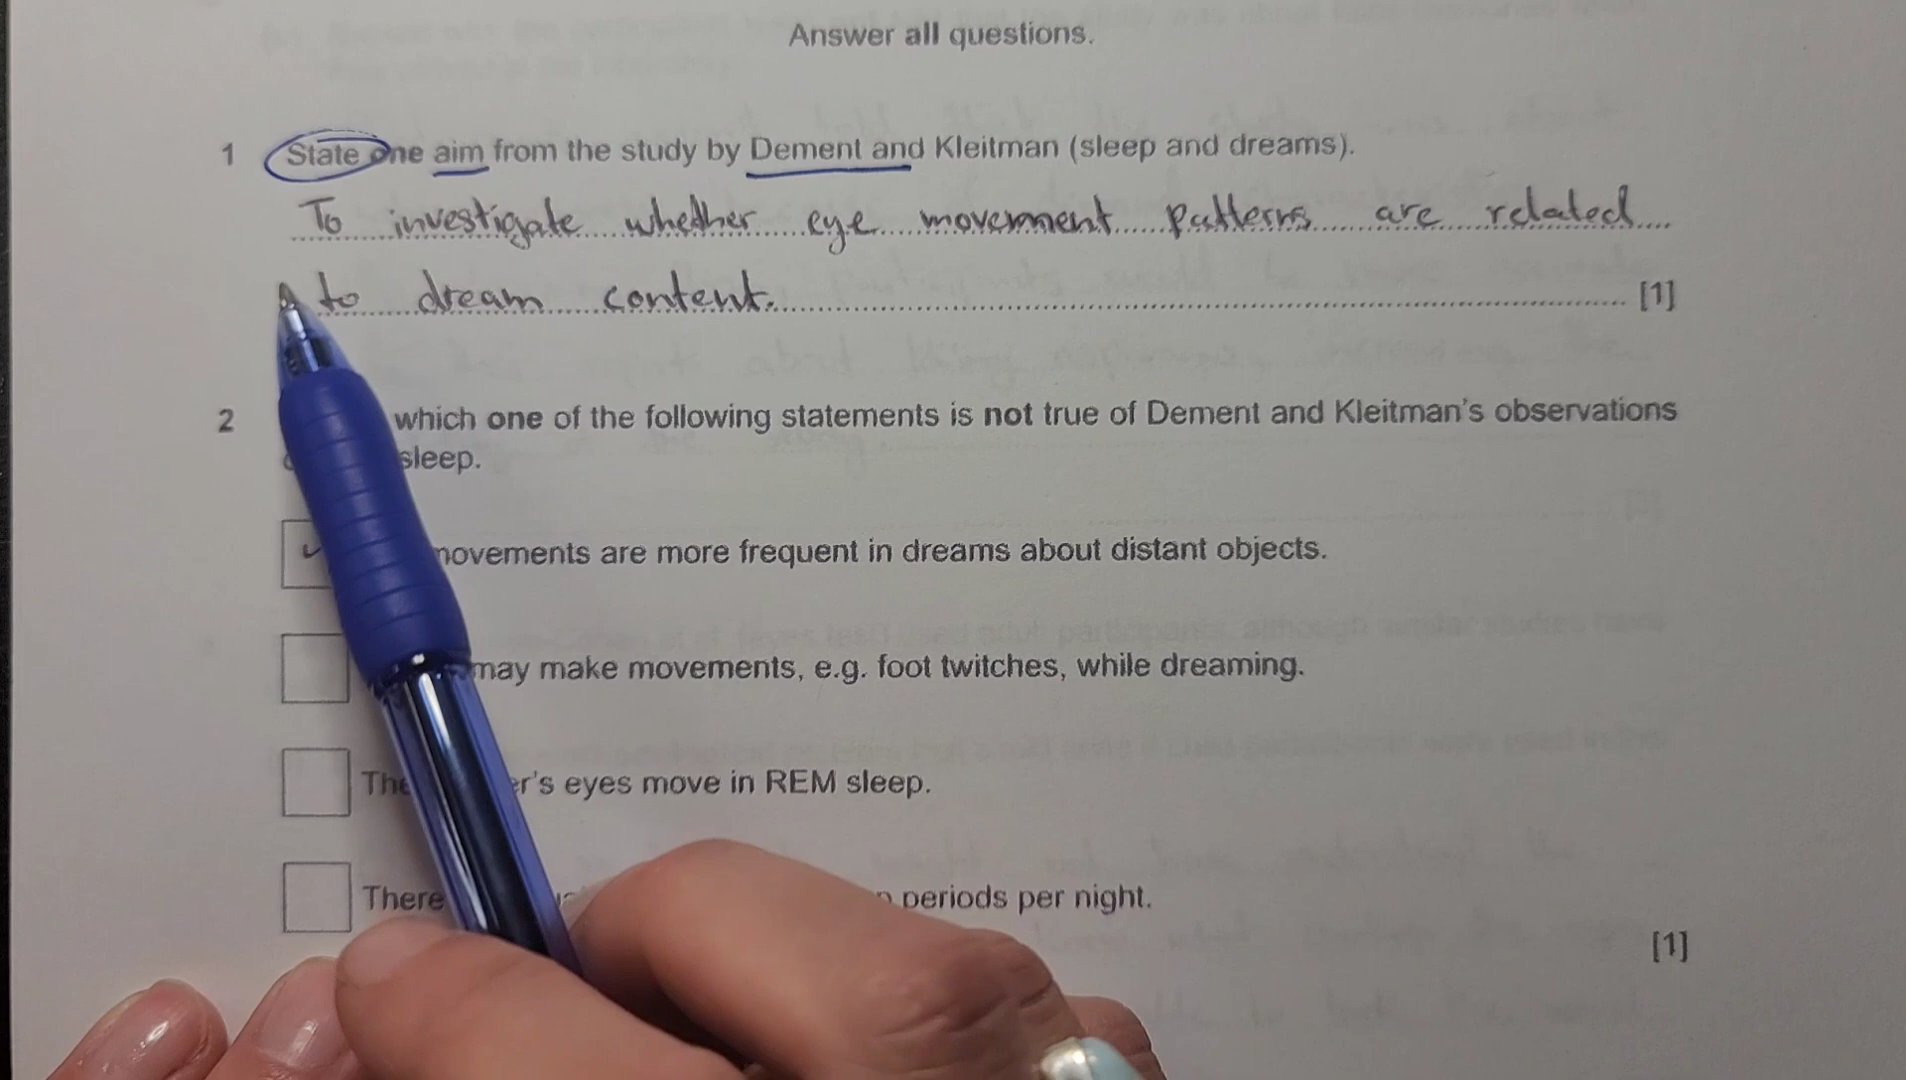 Answer all questions.
1 State one aim from the study by Dement and Kleitman (sleep and dreams).
To investigate whether eye movement patterns are related
to dream content. [1]
2 which one of the following statements is not true of Dement and Kleitman's observations
sleep.
movements are more frequent in dreams about distant objects.
may make movements, e.g. foot twitches, while dreaming.
eyes move in REM sleep.
There periods per night.
[1]